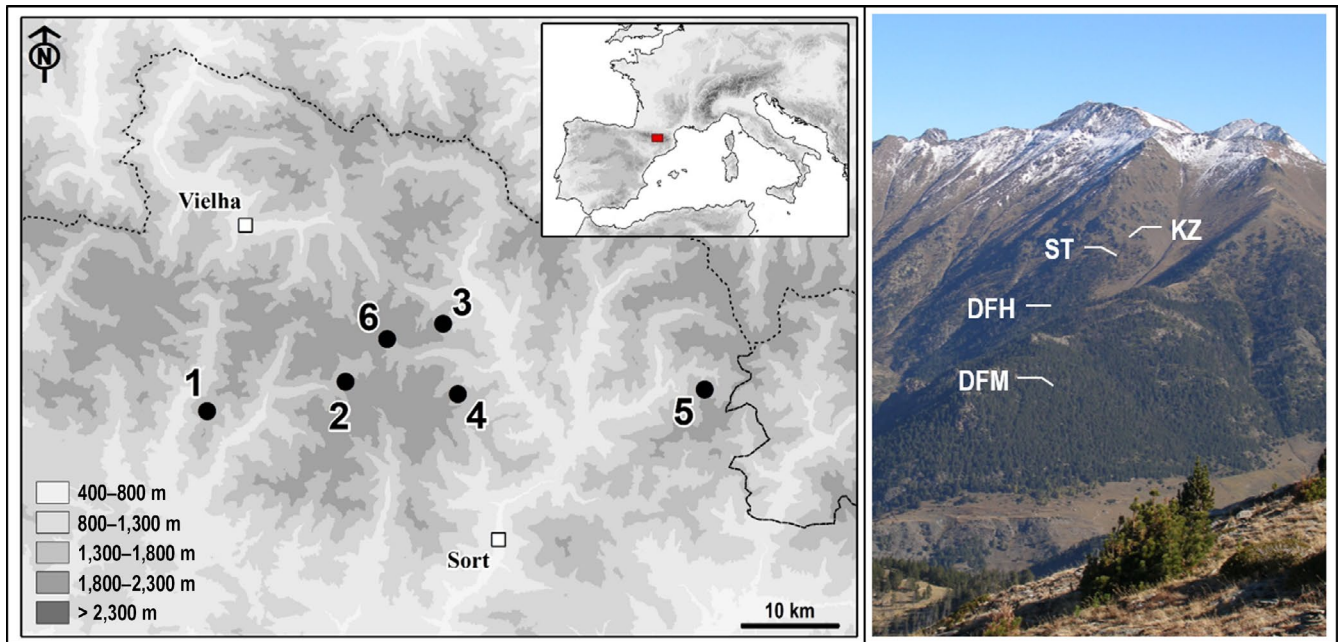 N
Vielha
1
2
3
4
5
6
Sort
400–800 m
800–1,300 m
1,300–1,800 m
1,800–2,300 m
> 2,300 m
10 km
KZ
ST
DFH
DFM